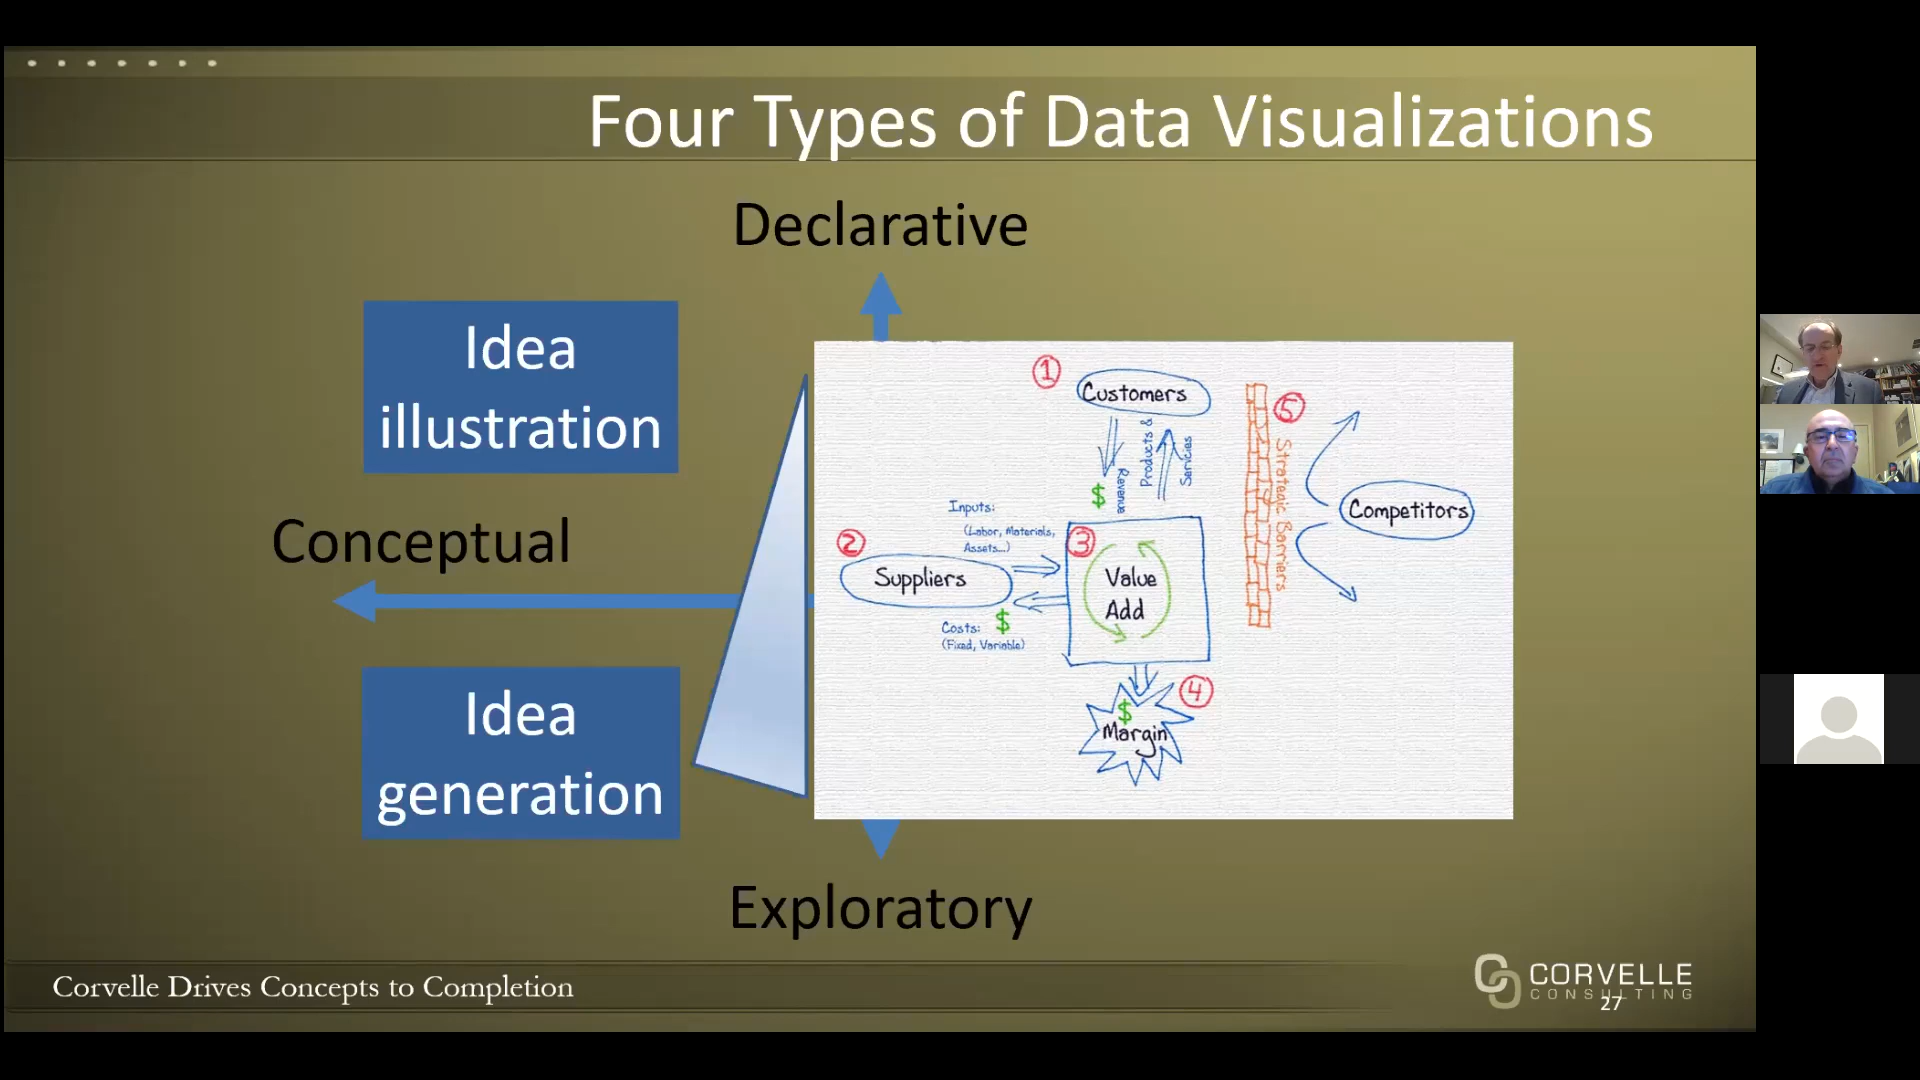 Four Types of Data Visualizations
Declarative
Idea
illustration
Conceptual
Idea
generation
Exploratory
1
Customers
Revenue
$
Products &
Services
5
Strategic Barriers
Competitors
2
Suppliers
Inputs:
(Labor, Materials,
Assets...)
Costs: $
(Fixed, Variable)
3
Value
Add
4
$
Margin
Corvelle Drives Concepts to Completion
CORVELLE
CONSULTING
27